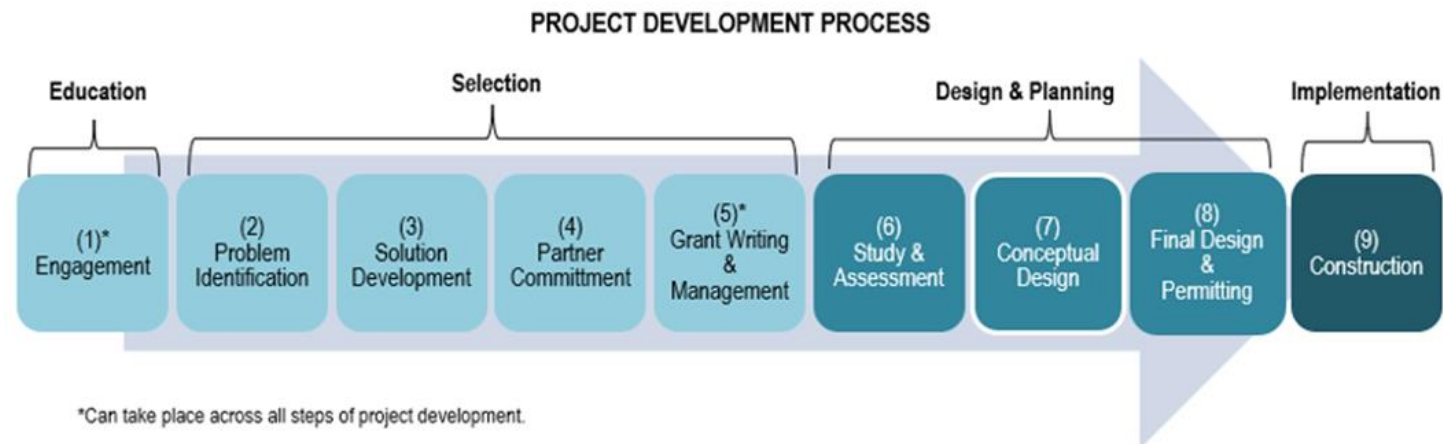 PROJECT DEVELOPMENT PROCESS
Education
Selection
Design & Planning
Implementation
(1)*
Engagement
(2)
Problem
Identification
(3)
Solution
Development
(4)
Partner
Committment
(5)*
Grant Writing
&
Management
(6)
Study &
Assessment
(7)
Conceptual
Design
(8)
Final Design
&
Permitting
(9)
Construction
*Can take place across all steps of project development.